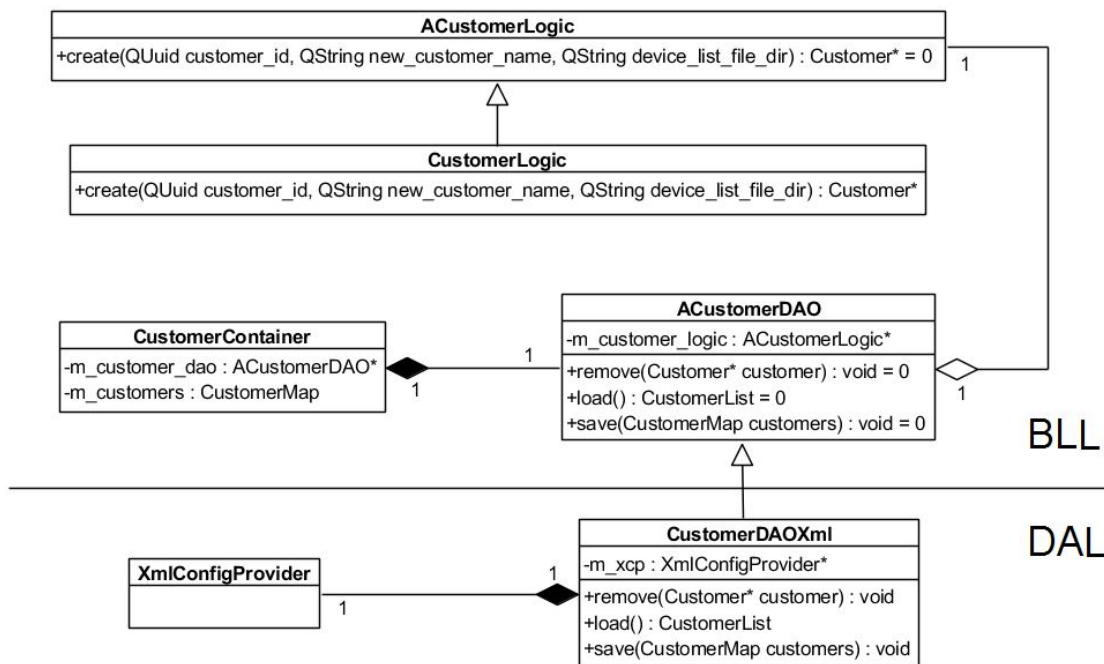 ACustomerLogic
+create(QUuid customer_id, QString new_customer_name, QString device_list_file_dir) : Customer* = 0
1
CustomerLogic
+create(QUuid customer_id, QString new_customer_name, QString device_list_file_dir) : Customer*
CustomerContainer
-m_customer_dao : ACustomerDAO*
-m_customers : CustomerMap
1
1
ACustomerDAO
-m_customer_logic : ACustomerLogic*
+remove(Customer* customer) : void = 0
+load() : CustomerList = 0
+save(CustomerMap customers) : void = 0
1
BLL
DAL
XmlConfigProvider
1
1
CustomerDAOXml
-m_xcp : XmlConfigProvider*
+remove(Customer* customer) : void
+load() : CustomerList
+save(CustomerMap customers) : void